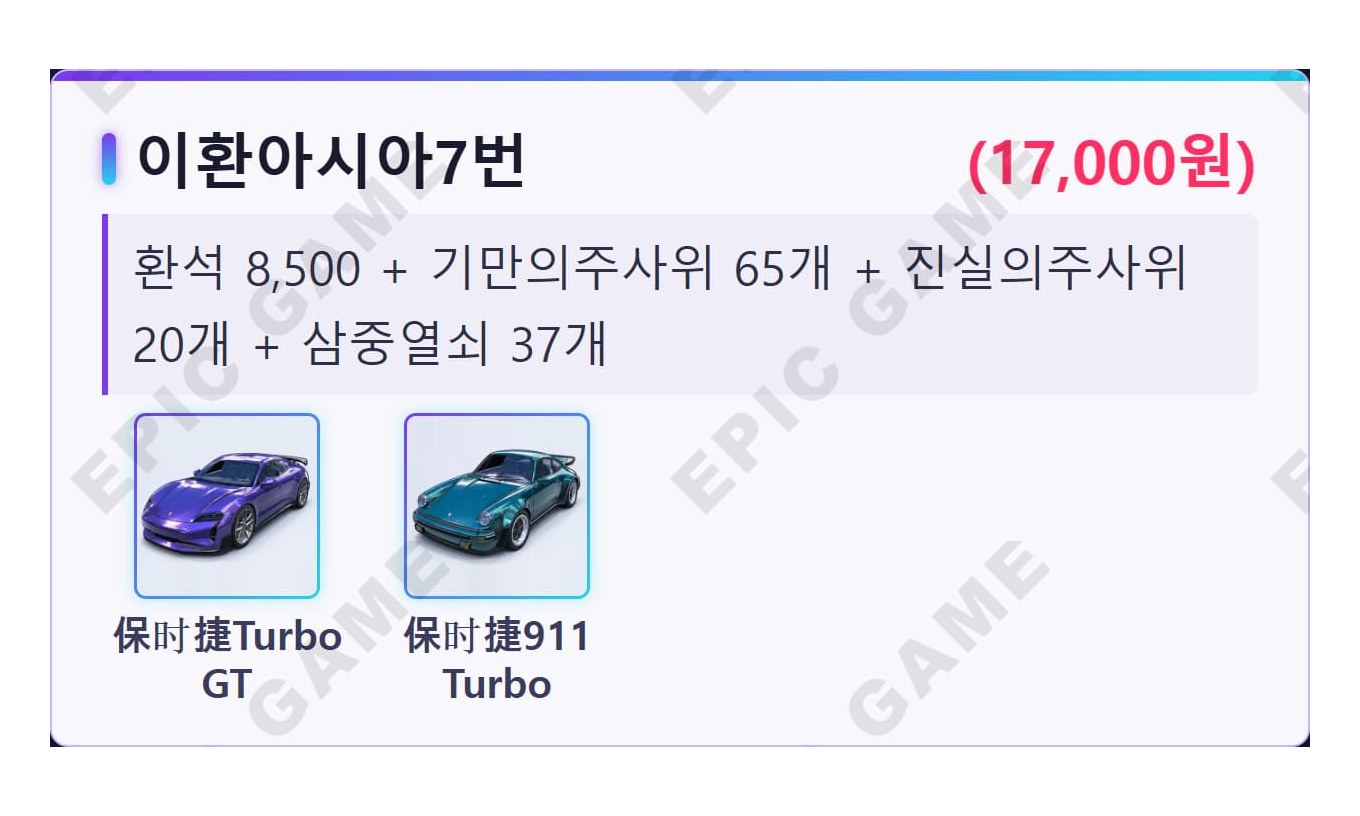 이환아시아7번
(17,000원)
환석 8,500 + 기만의주사위 65개 + 진실의주사위
20개 + 삼중열쇠 37개
保时捷Turbo
GT
保时捷911
Turbo
EPIC GAME
EPIC GAME